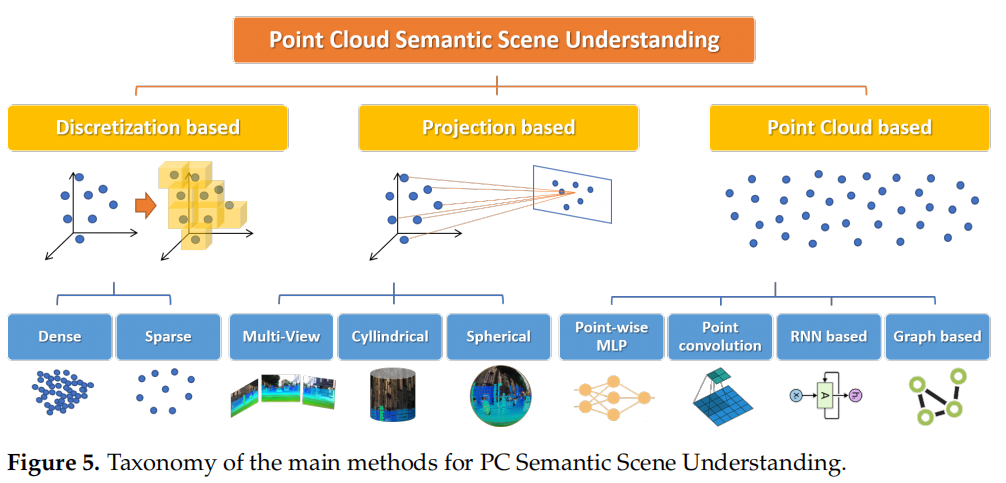 Point Cloud Semantic Scene Understanding
Discretization based
Projection based
Point Cloud based
Dense
Sparse
Multi-View
Cyllindrical
Spherical
Point-wise
MLP
Point
convolution
RNN based
Graph based
x
A
h
Figure 5. Taxonomy of the main methods for PC Semantic Scene Understanding.